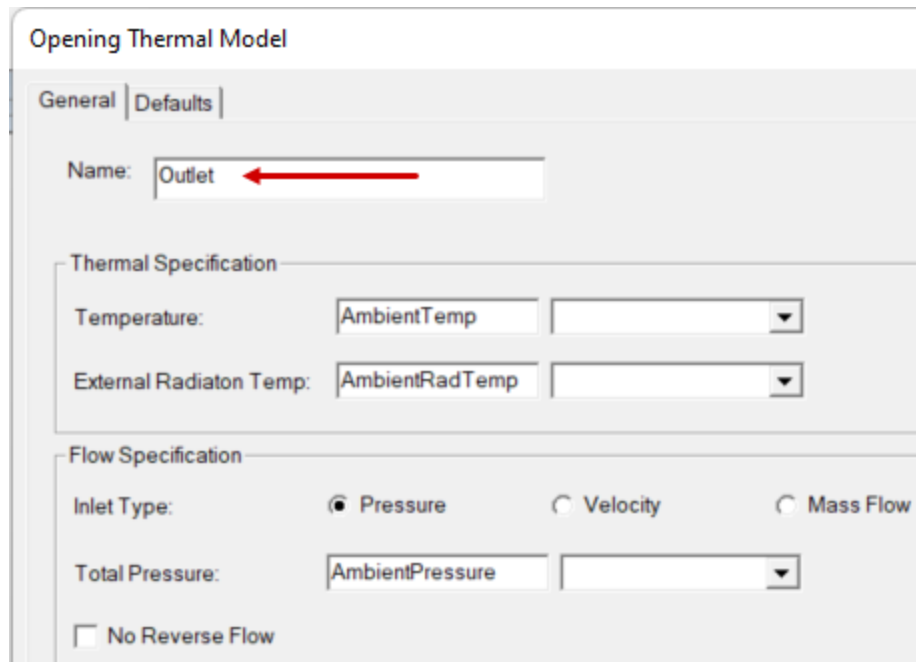 Opening Thermal Model
General Defaults
Name: Outlet
Thermal Specification
Temperature: AmbientTemp
External Radiaton Temp: AmbientRadTemp
Flow Specification
Inlet Type: Pressure Velocity Mass Flow
Total Pressure: AmbientPressure
No Reverse Flow